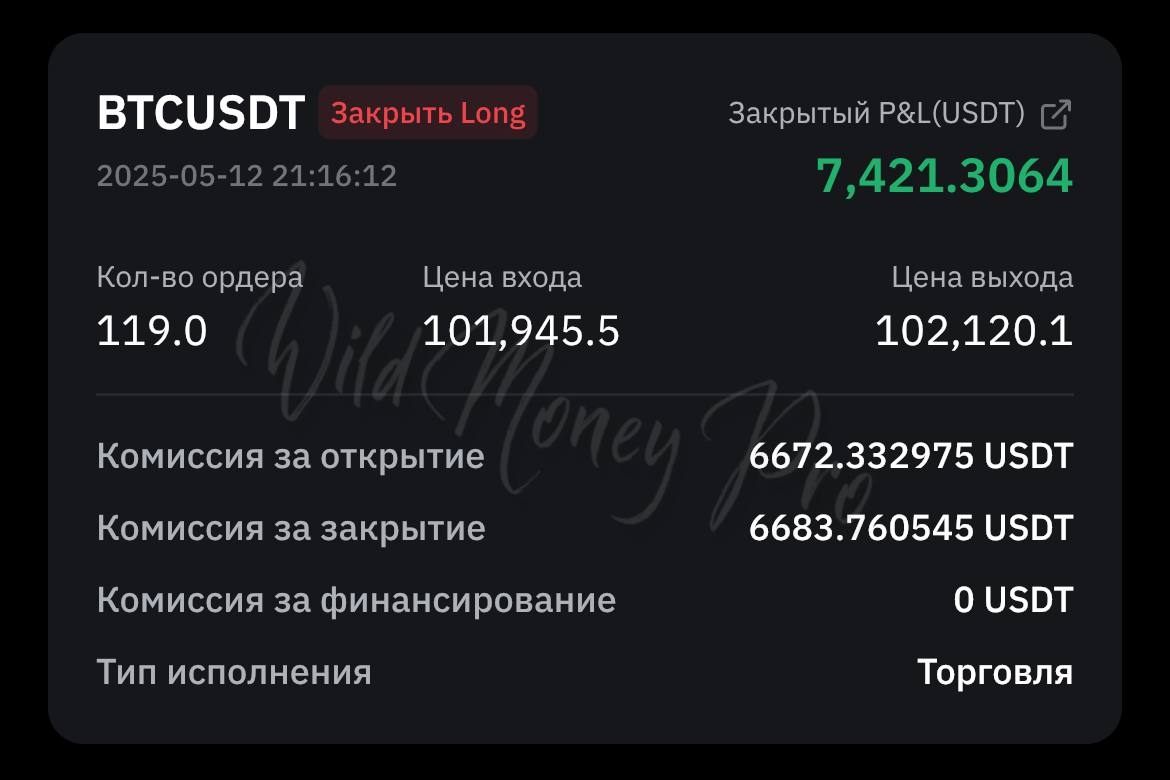 BTCUSDT Закрыть Long Закрытый P&L(USDT)
2025-05-12 21:16:12 7,421.3064
Кол-во ордера Цена входа Цена выхода
119.0 101,945.5 102,120.1
Wild Money Pro
Комиссия за открытие 6672.332975 USDT
Комиссия за закрытие 6683.760545 USDT
Комиссия за финансирование 0 USDT
Тип исполнения Торговля